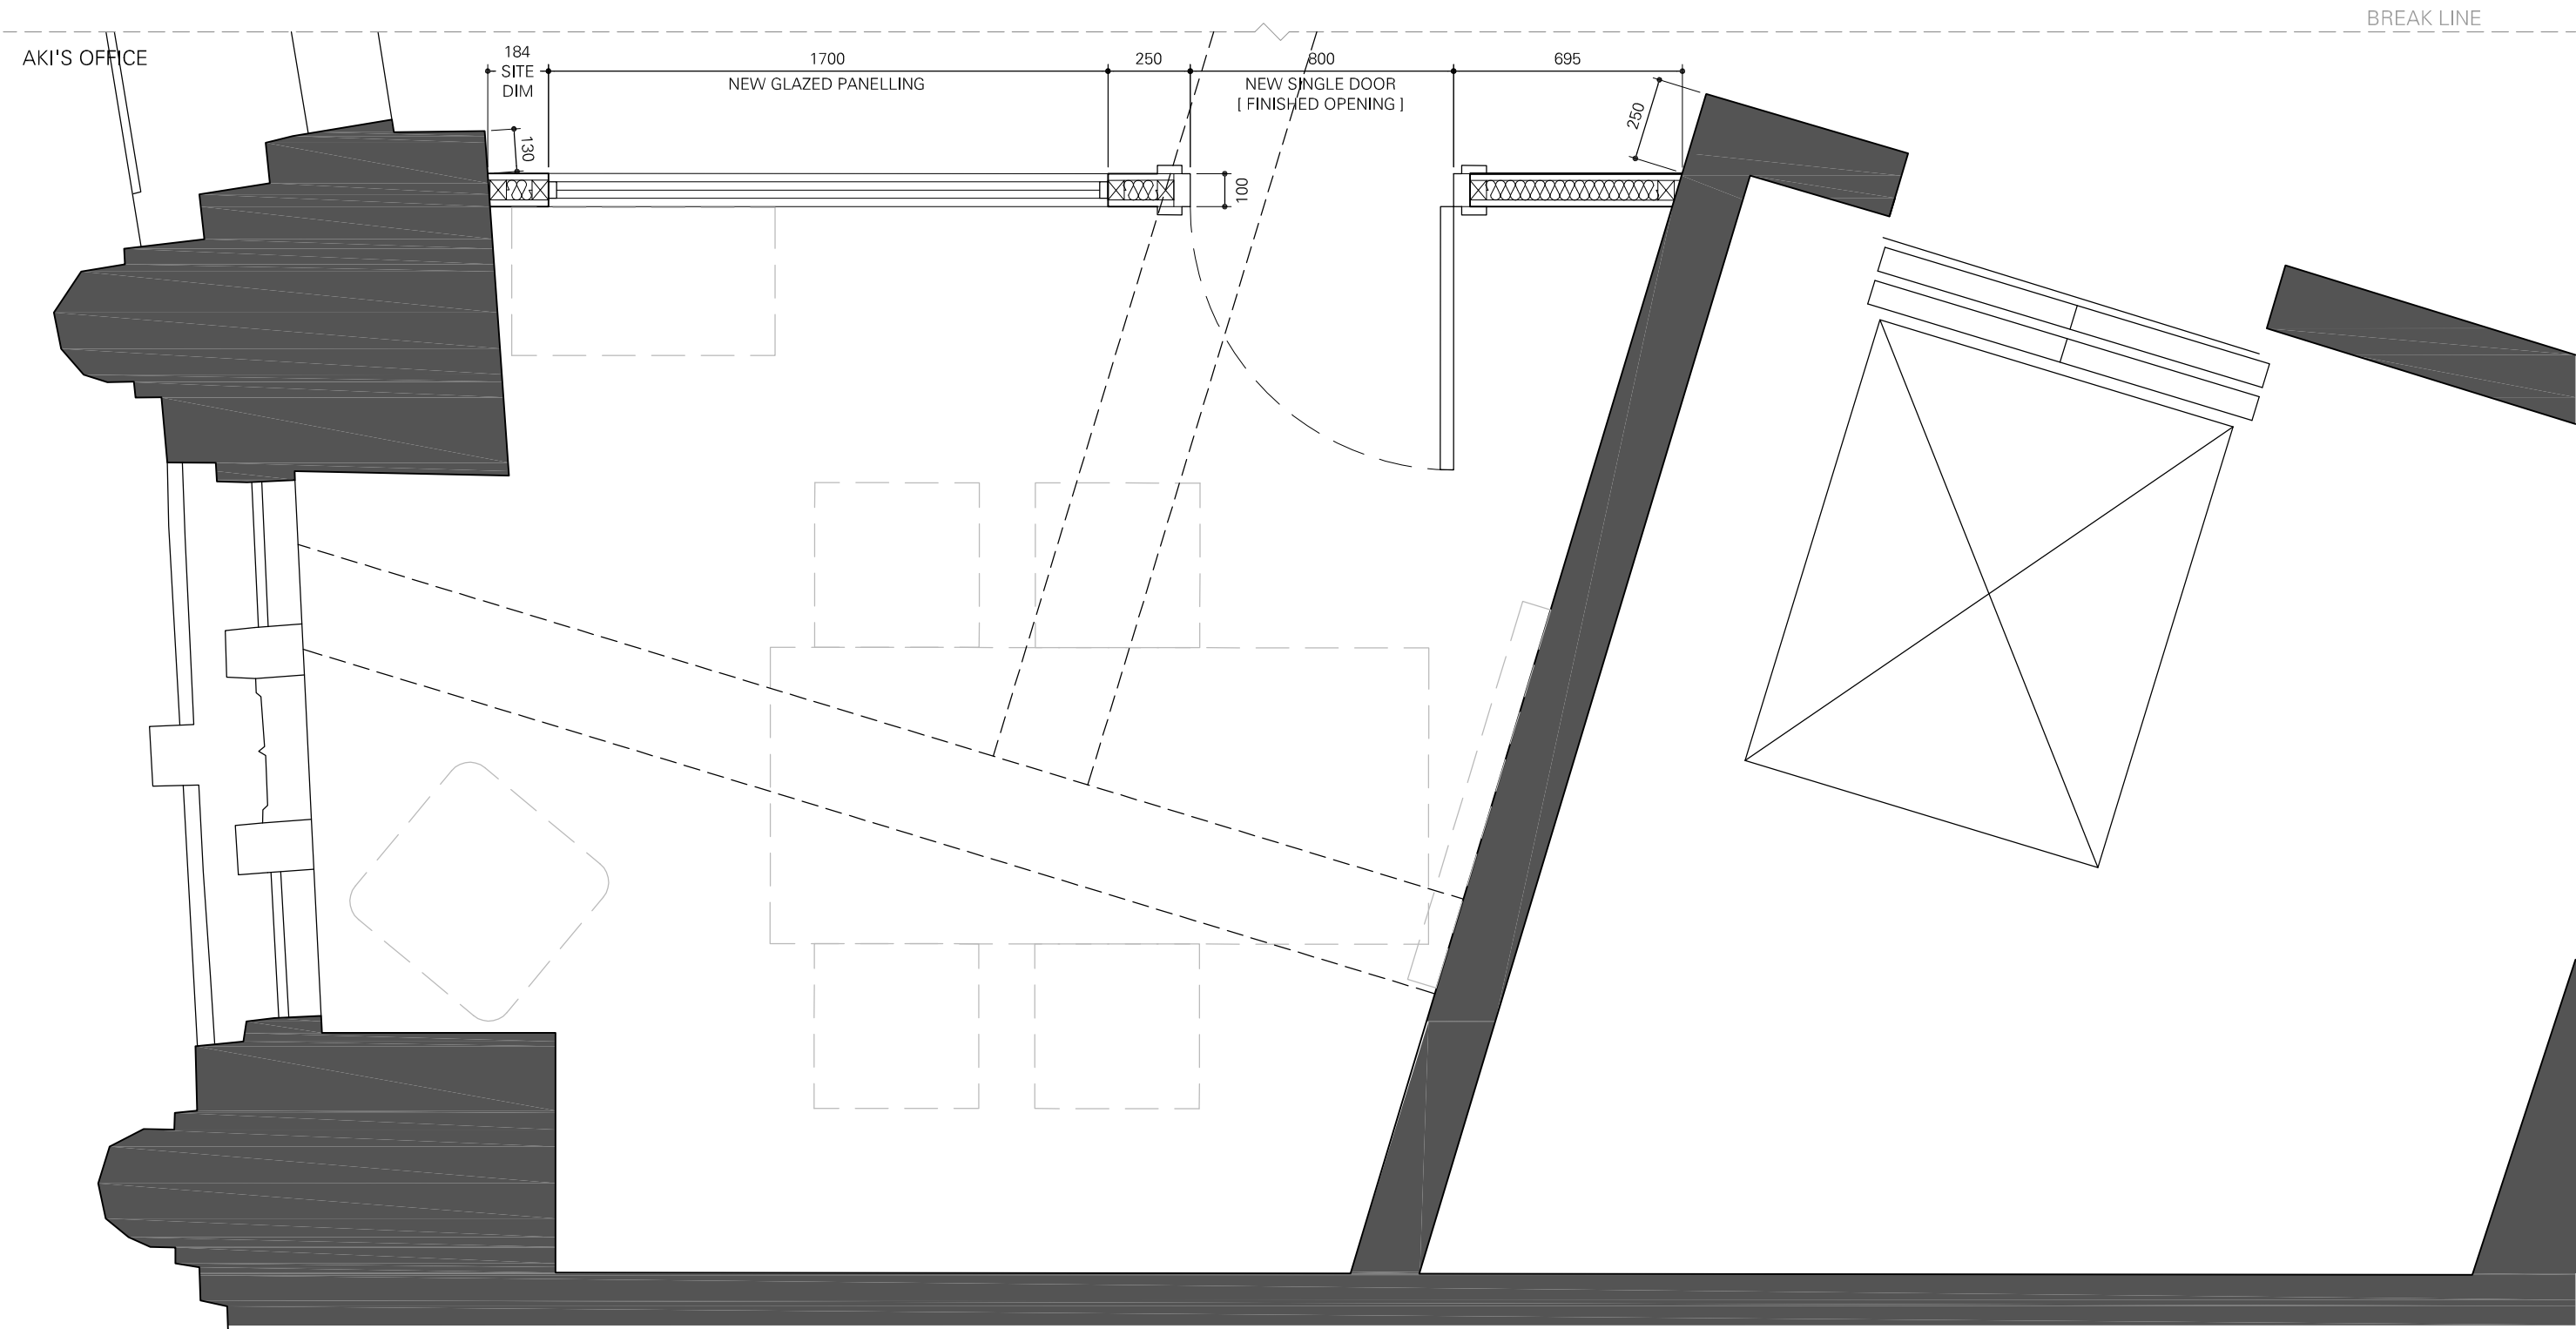 BREAK LINE
AKI'S OFFICE
184
SITE
DIM
1700
NEW GLAZED PANELLING
250
800
NEW SINGLE DOOR
[ FINISHED OPENING ]
695
250
130
100